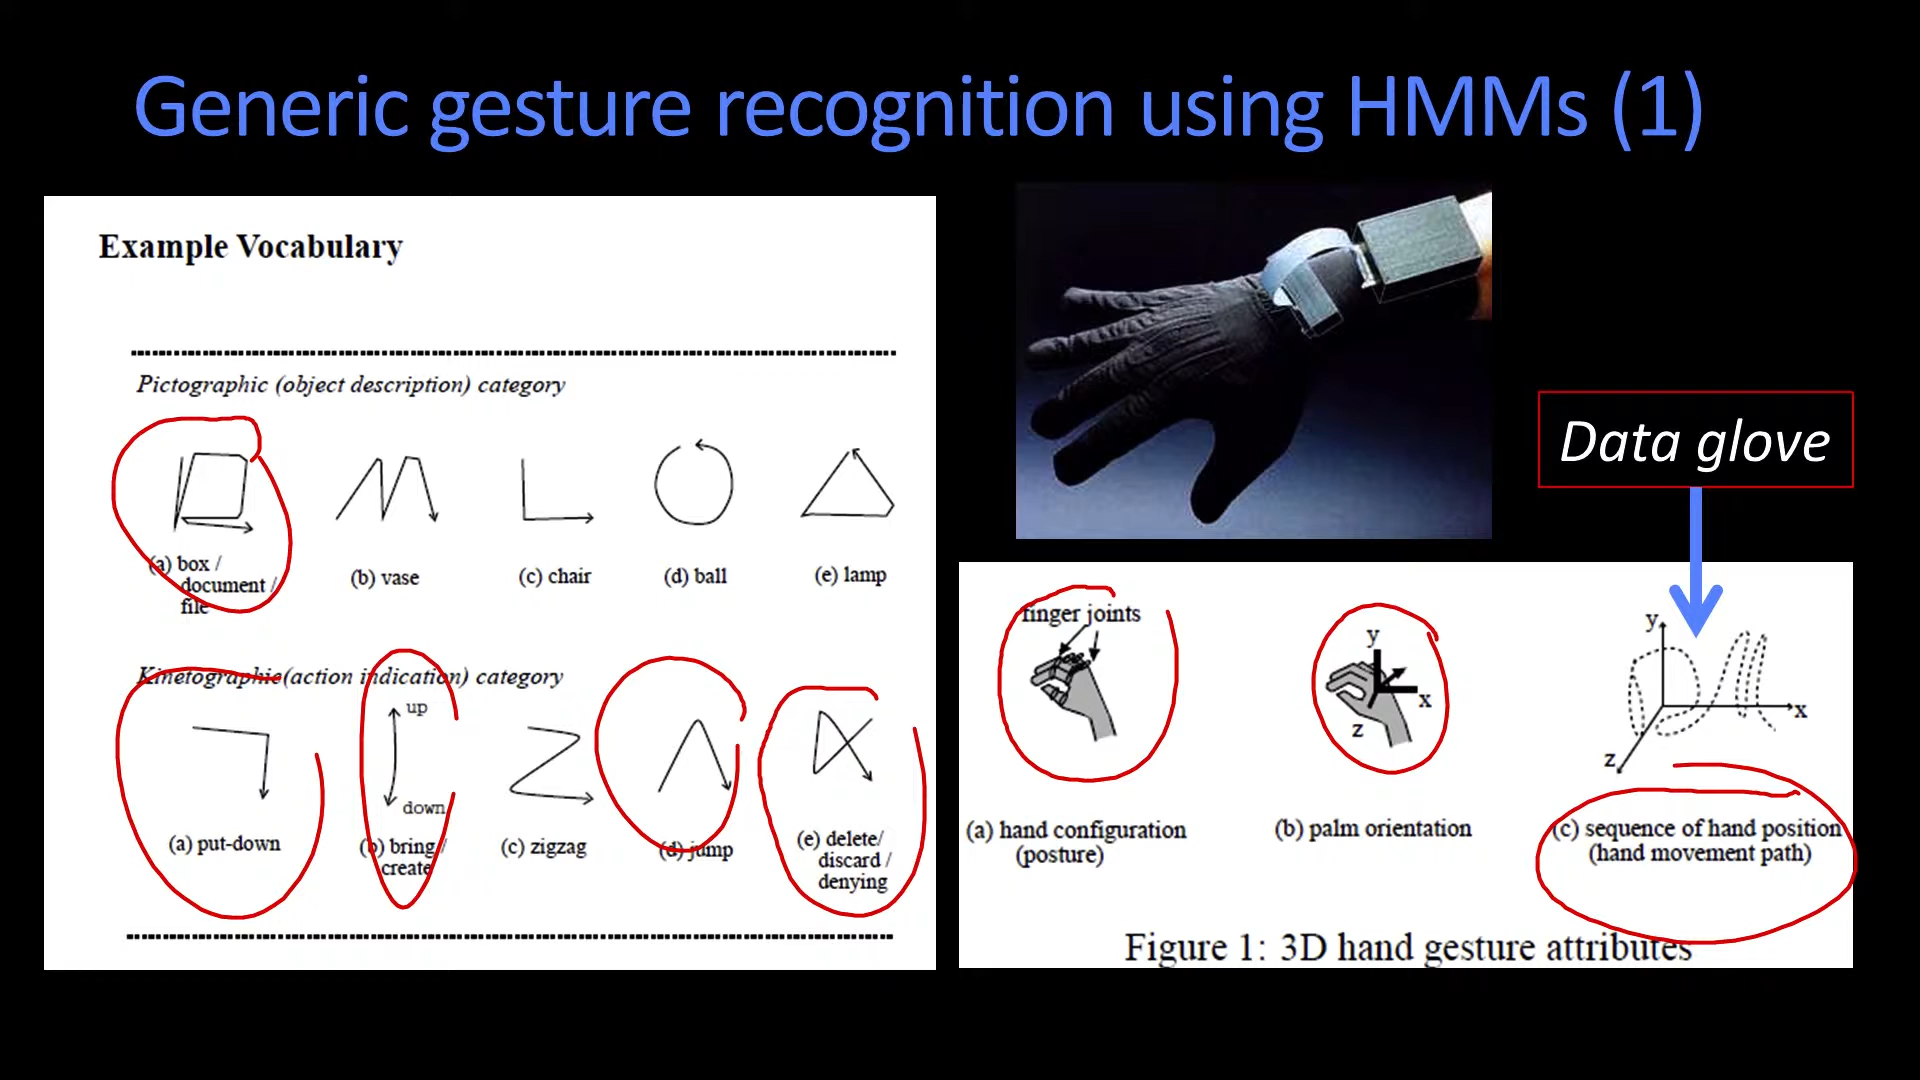 Generic gesture recognition using HMMs (1)
Example Vocabulary
Pictographic (object description) category
(a) box /
document /
file
(b) vase
(c) chair
(d) ball
(e) lamp
Kinetographic(action indication) category
up
down
(a) put-down
(b) bring /
create
(c) zigzag
(d) jump
(e) delete/
discard /
denying
Data glove
finger joints
y
x
z
y
x
z
(a) hand configuration
(posture)
(b) palm orientation
(c) sequence of hand position
(hand movement path)
Figure 1: 3D hand gesture attributes